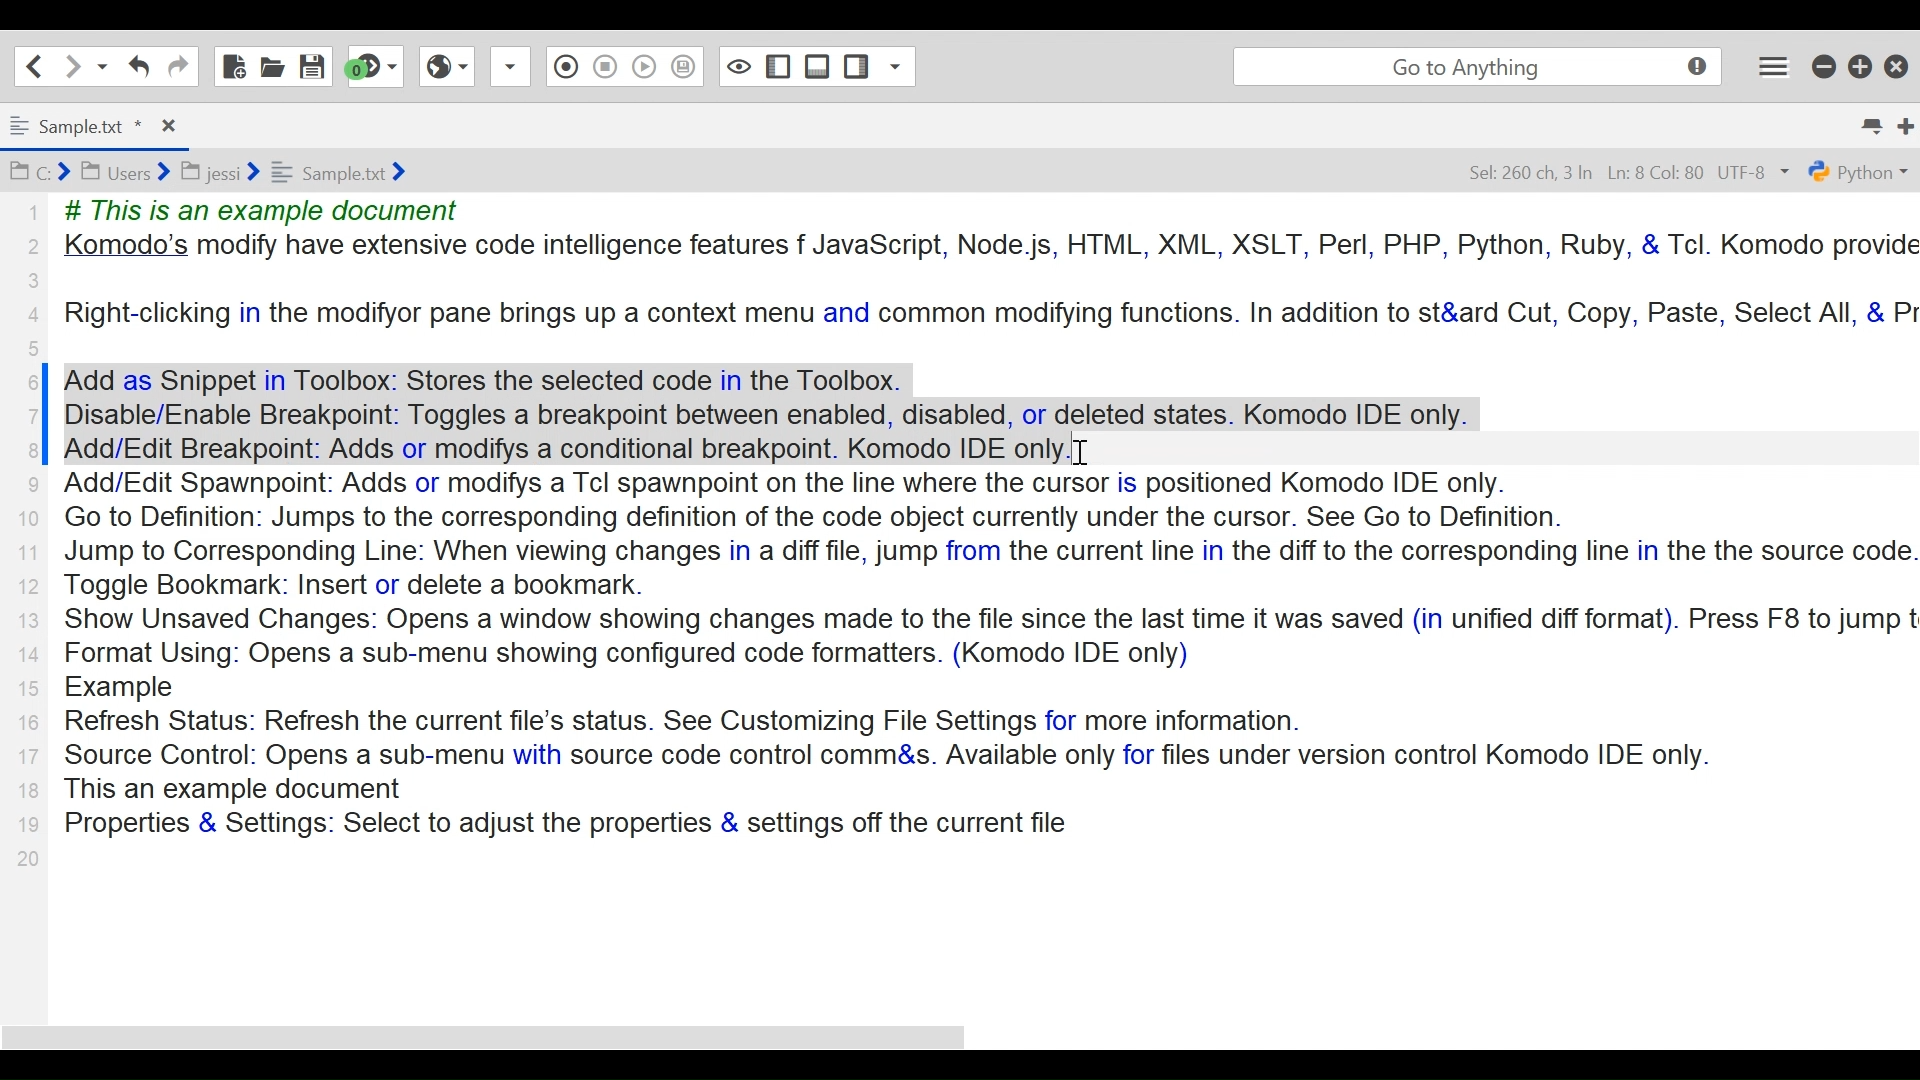 0
Go to Anything
Sample.txt *
C: Users jessi Sample.txt
Sel: 260 ch, 3 ln Ln: 8 Col: 80 UTF-8 Python
1 # This is an example document
2 Komodo's modify have extensive code intelligence features f JavaScript, Node.js, HTML, XML, XSLT, Perl, PHP, Python, Ruby, & Tcl. Komodo provide
3
4 Right-clicking in the modifyor pane brings up a context menu and common modifying functions. In addition to st&ard Cut, Copy, Paste, Select All, & Pr
5
6 Add as Snippet in Toolbox: Stores the selected code in the Toolbox.
7 Disable/Enable Breakpoint: Toggles a breakpoint between enabled, disabled, or deleted states. Komodo IDE only.
8 Add/Edit Breakpoint: Adds or modifys a conditional breakpoint. Komodo IDE only.
9 Add/Edit Spawnpoint: Adds or modifys a Tcl spawnpoint on the line where the cursor is positioned Komodo IDE only.
10 Go to Definition: Jumps to the corresponding definition of the code object currently under the cursor. See Go to Definition.
11 Jump to Corresponding Line: When viewing changes in a diff file, jump from the current line in the diff to the corresponding line in the the source code.
12 Toggle Bookmark: Insert or delete a bookmark.
13 Show Unsaved Changes: Opens a window showing changes made to the file since the last time it was saved (in unified diff format). Press F8 to jump t
14 Format Using: Opens a sub-menu showing configured code formatters. (Komodo IDE only)
15 Example
16 Refresh Status: Refresh the current file's status. See Customizing File Settings for more information.
17 Source Control: Opens a sub-menu with source code control comm&s. Available only for files under version control Komodo IDE only.
18 This an example document
19 Properties & Settings: Select to adjust the properties & settings off the current file
20